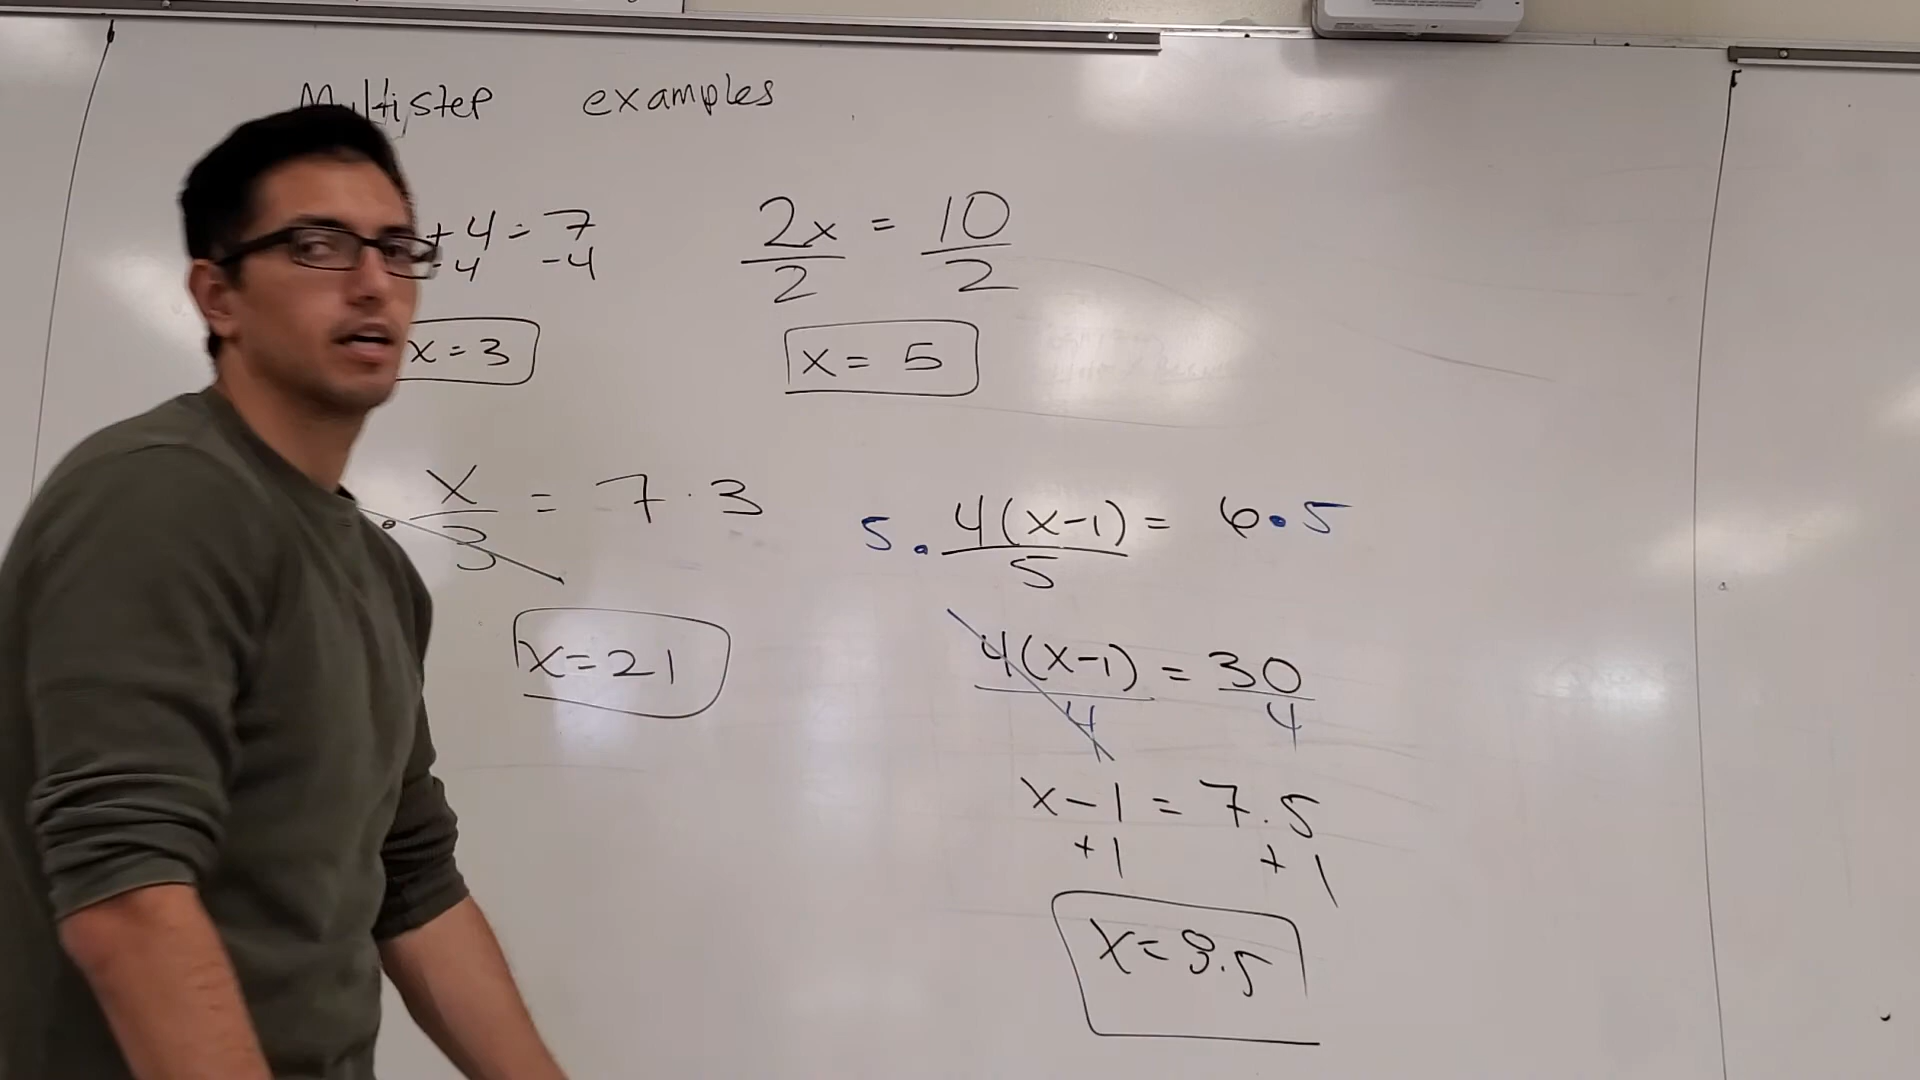 Multistep examples
+4=7
-4 -4
x=3
2x = 10
2 2
x= 5
x = 7·3
3
x=21
5. 4(x-1) = 6·5
5
4(x-1) = 30
4 4
x-1 = 7.5
+1 +1
x=8.5